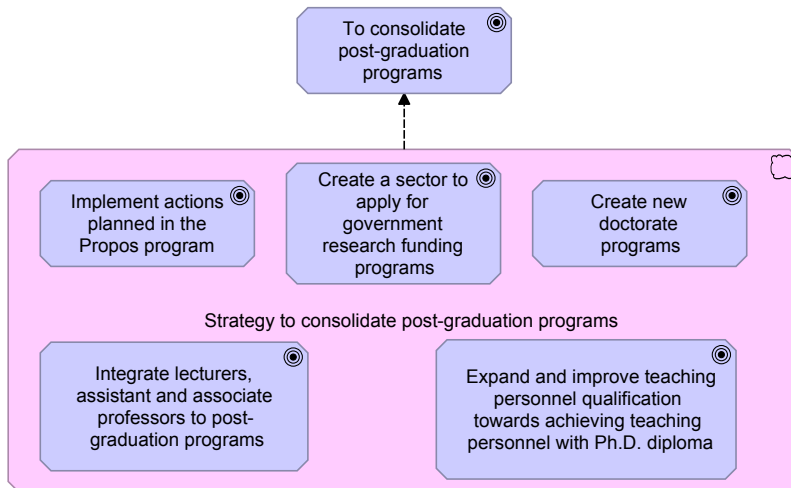 To consolidate
post-graduation
programs
Implement actions
planned in the
Propos program
Create a sector to
apply for
government
research funding
programs
Create new
doctorate
programs
Strategy to consolidate post-graduation programs
Integrate lecturers,
assistant and associate
professors to post-
graduation programs
Expand and improve teaching
personnel qualification
towards achieving teaching
personnel with Ph.D. diploma